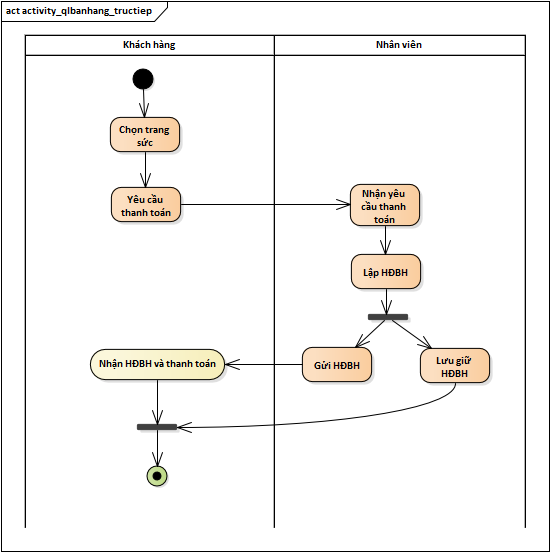 act activity_qlbanhang_tructiep
Khách hàng
Nhân viên
Chọn trang
sức
Yêu cầu
thanh toán
Nhận yêu
cầu thanh
toán
Lập HĐBH
Nhận HĐBH và thanh toán
Gửi HĐBH
Lưu giữ
HĐBH